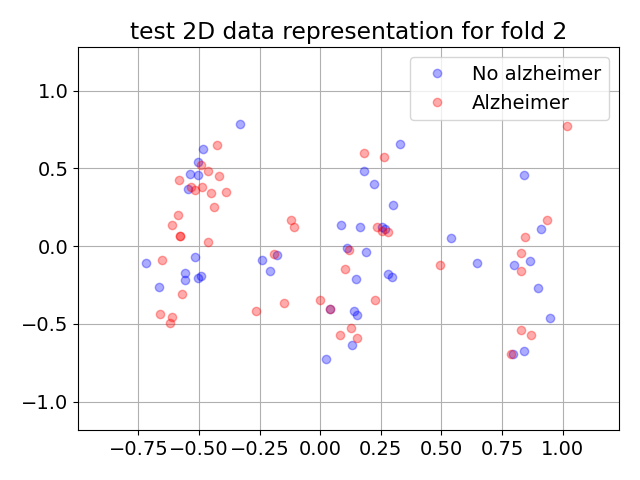 test 2D data representation for fold 2
No alzheimer
Alzheimer
1.0
0.5
0.0
−0.5
−1.0
−0.75 −0.50 −0.25 0.00 0.25 0.50 0.75 1.00